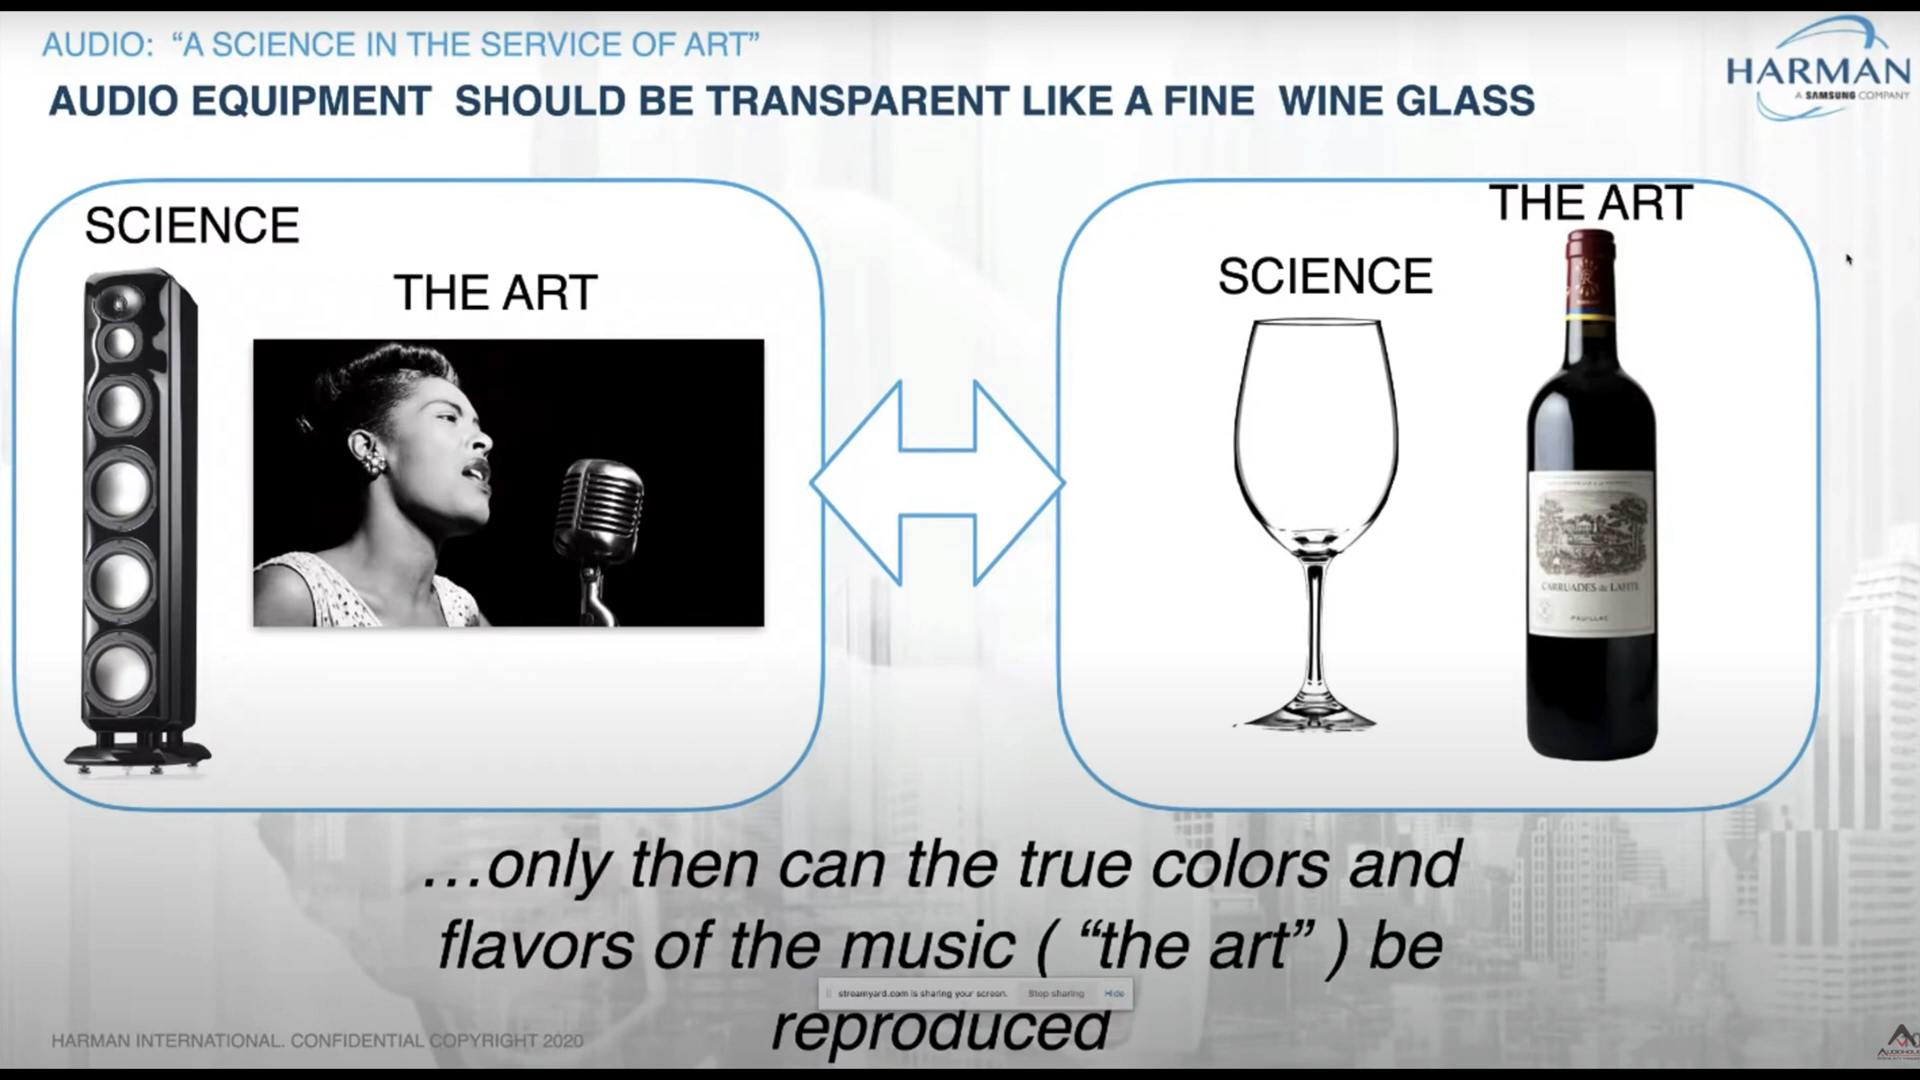 AUDIO: “A SCIENCE IN THE SERVICE OF ART”
AUDIO EQUIPMENT SHOULD BE TRANSPARENT LIKE A FINE WINE GLASS
HARMAN
A SAMSUNG COMPANY
SCIENCE
THE ART
SCIENCE
THE ART
CARRUADES de LAFITE
PAUILLAC
...only then can the true colors and
flavors of the music ( “the art” ) be
reproduced
streamyard.com is sharing your screen. Stop sharing Hide
HARMAN INTERNATIONAL. CONFIDENTIAL COPYRIGHT 2020